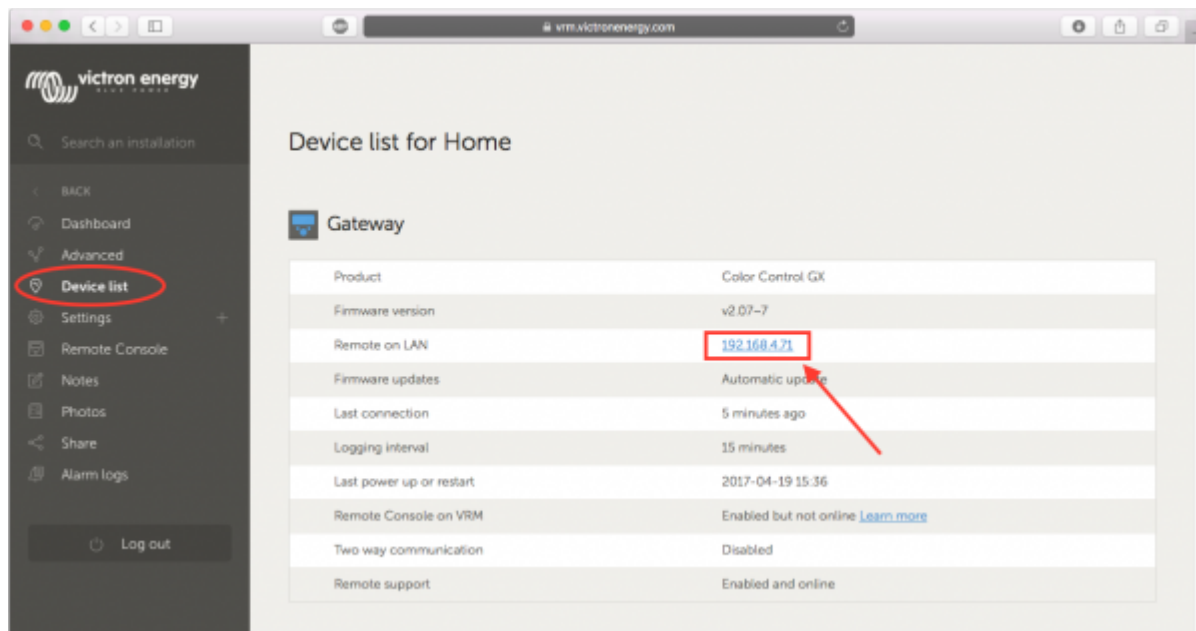 vrm.victronenergy.com
victron energy
BLUE POWER
Search an installation
BACK
Dashboard
Advanced
Device list
Settings
Remote Console
Notes
Photos
Share
Alarm logs
Log out
Device list for Home
Gateway
Product Color Control GX
Firmware version v2.07–7
Remote on LAN 192.168.4.71
Firmware updates Automatic update
Last connection 5 minutes ago
Logging interval 15 minutes
Last power up or restart 2017-04-19 15:36
Remote Console on VRM Enabled but not online Learn more
Two way communication Disabled
Remote support Enabled and online